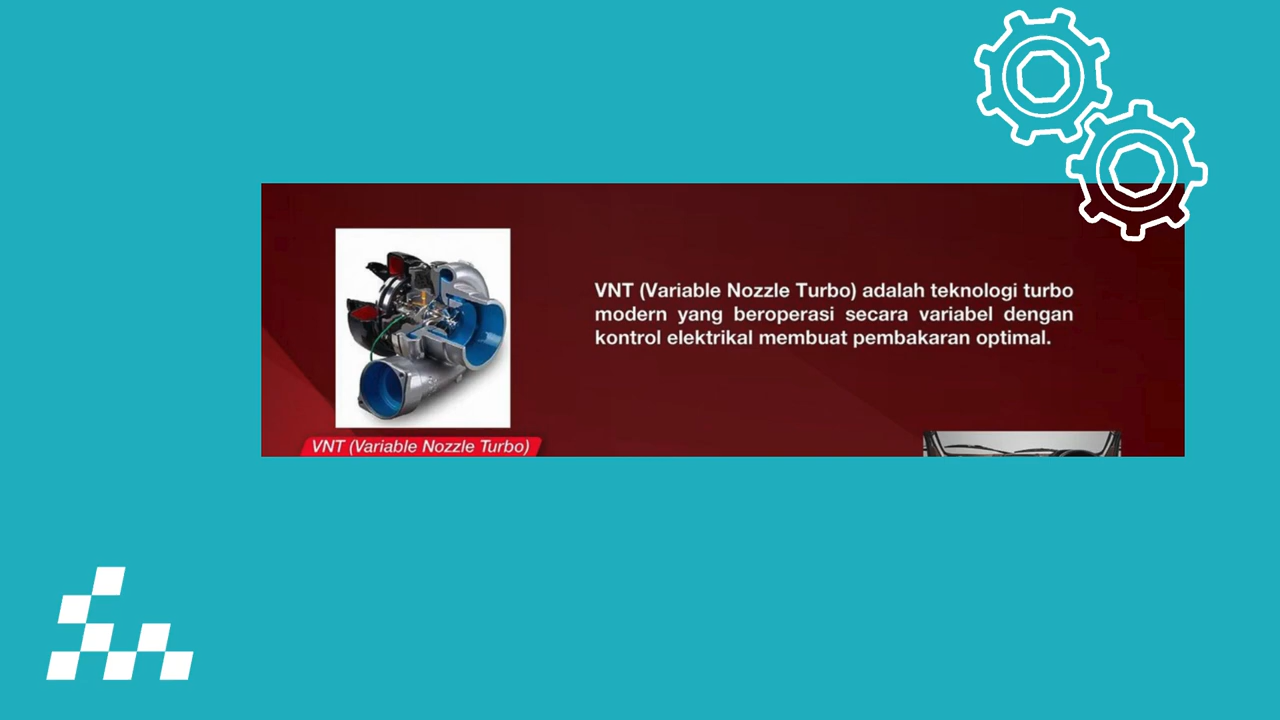 VNT (Variable Nozzle Turbo) adalah teknologi turbo
modern yang beroperasi secara variabel dengan
kontrol elektrikal membuat pembakaran optimal.
VNT (Variable Nozzle Turbo)